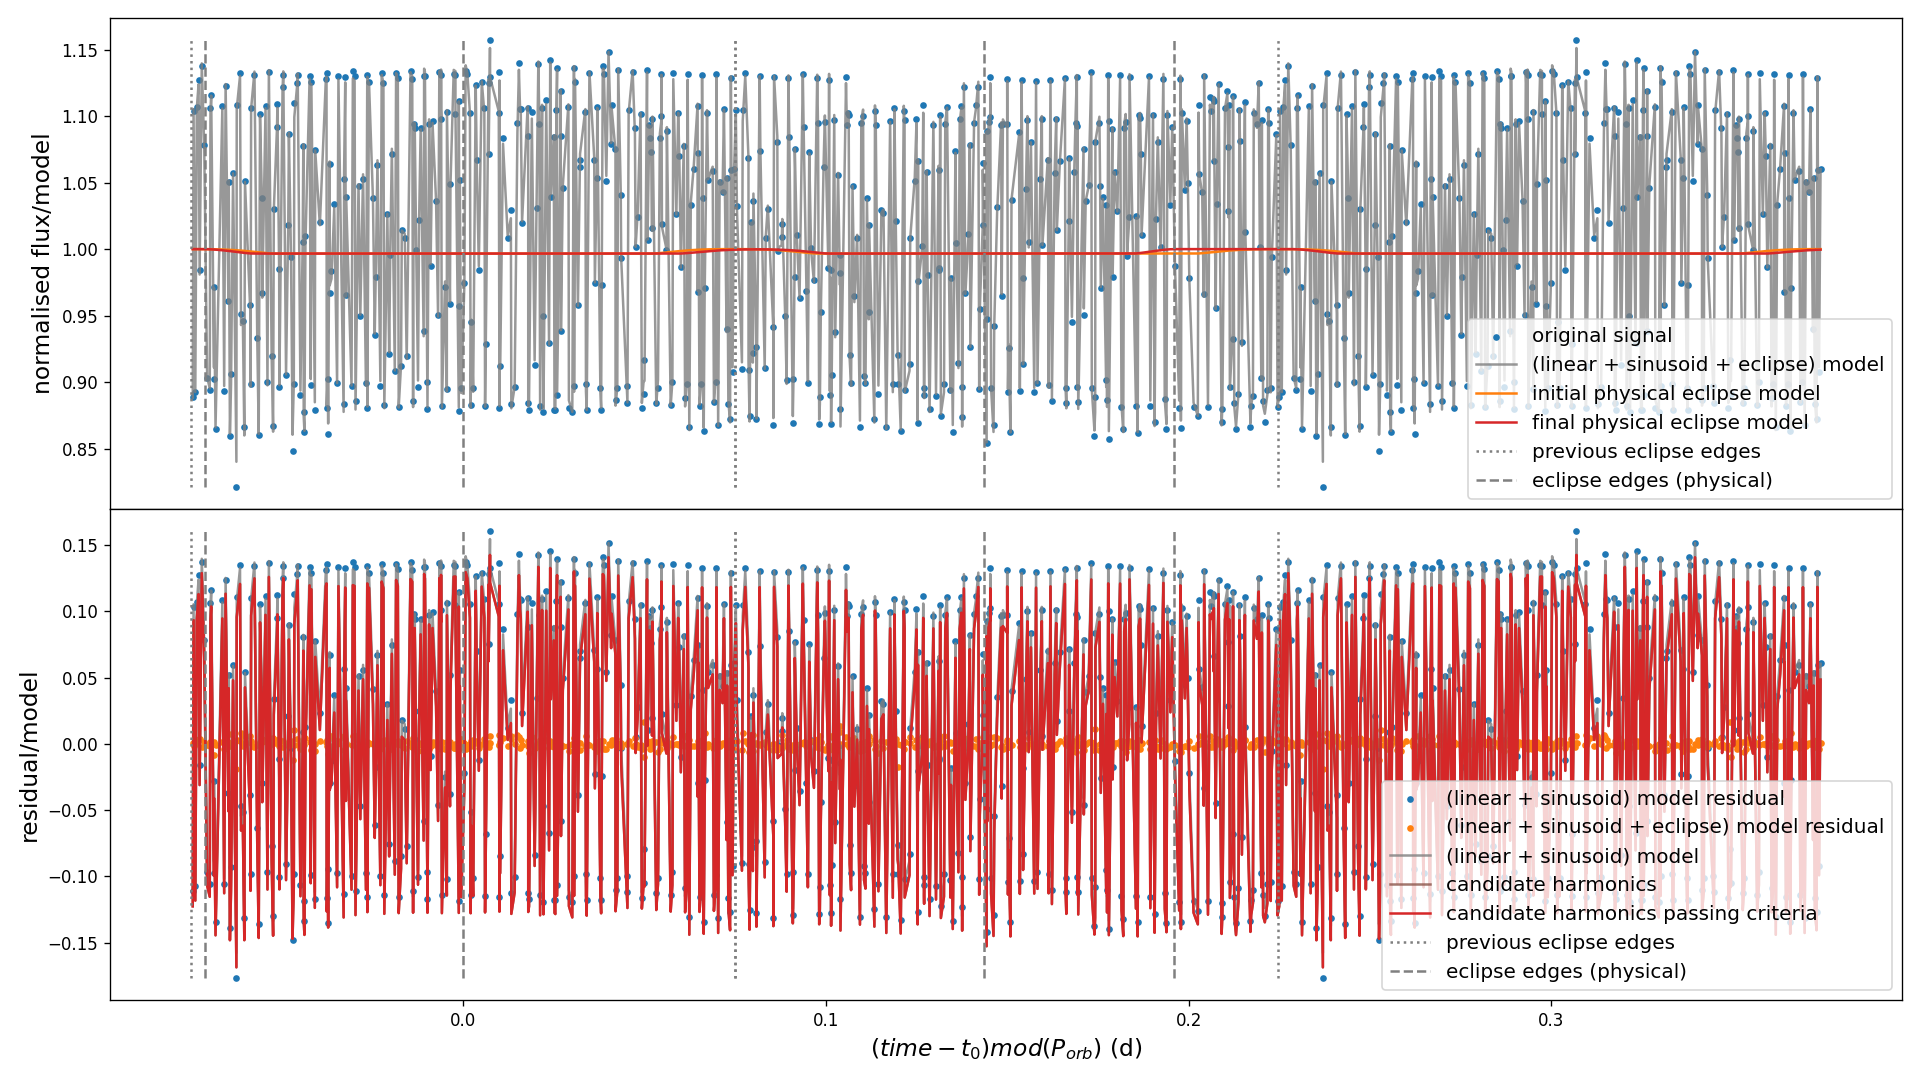 normalised flux/model
1.15
1.10
1.05
1.00
0.95
0.90
0.85
original signal
(linear + sinusoid + eclipse) model
initial physical eclipse model
final physical eclipse model
previous eclipse edges
eclipse edges (physical)
residual/model
0.15
0.10
0.05
0.00
−0.05
−0.10
−0.15
(linear + sinusoid) model residual
(linear + sinusoid + eclipse) model residual
(linear + sinusoid) model
candidate harmonics
candidate harmonics passing criteria
previous eclipse edges
eclipse edges (physical)
0.0 0.1 0.2 0.3
(time − t₀)mod(P_orb) (d)